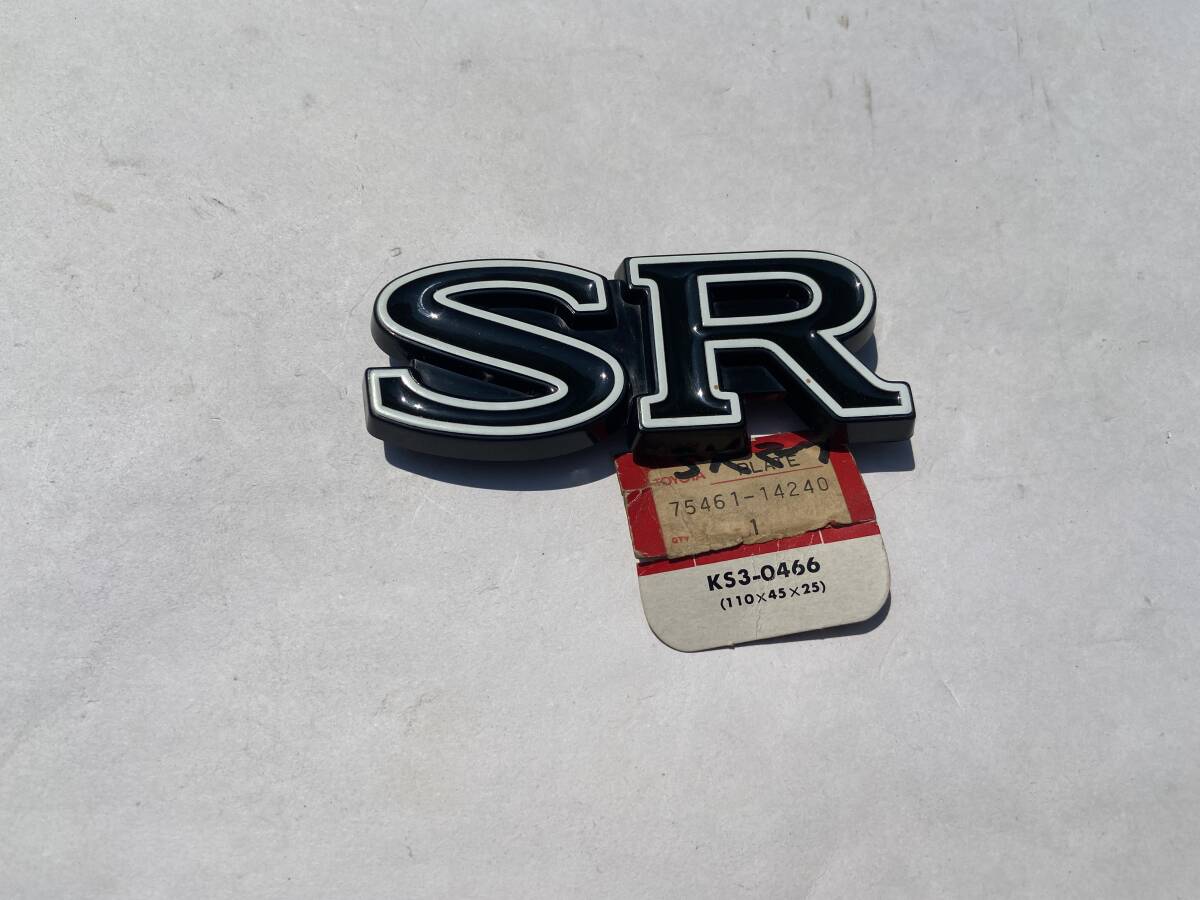 SR
PLATE
TOYOTA
75461-14240
QTY 1
KS3-0466
(110×45×25)